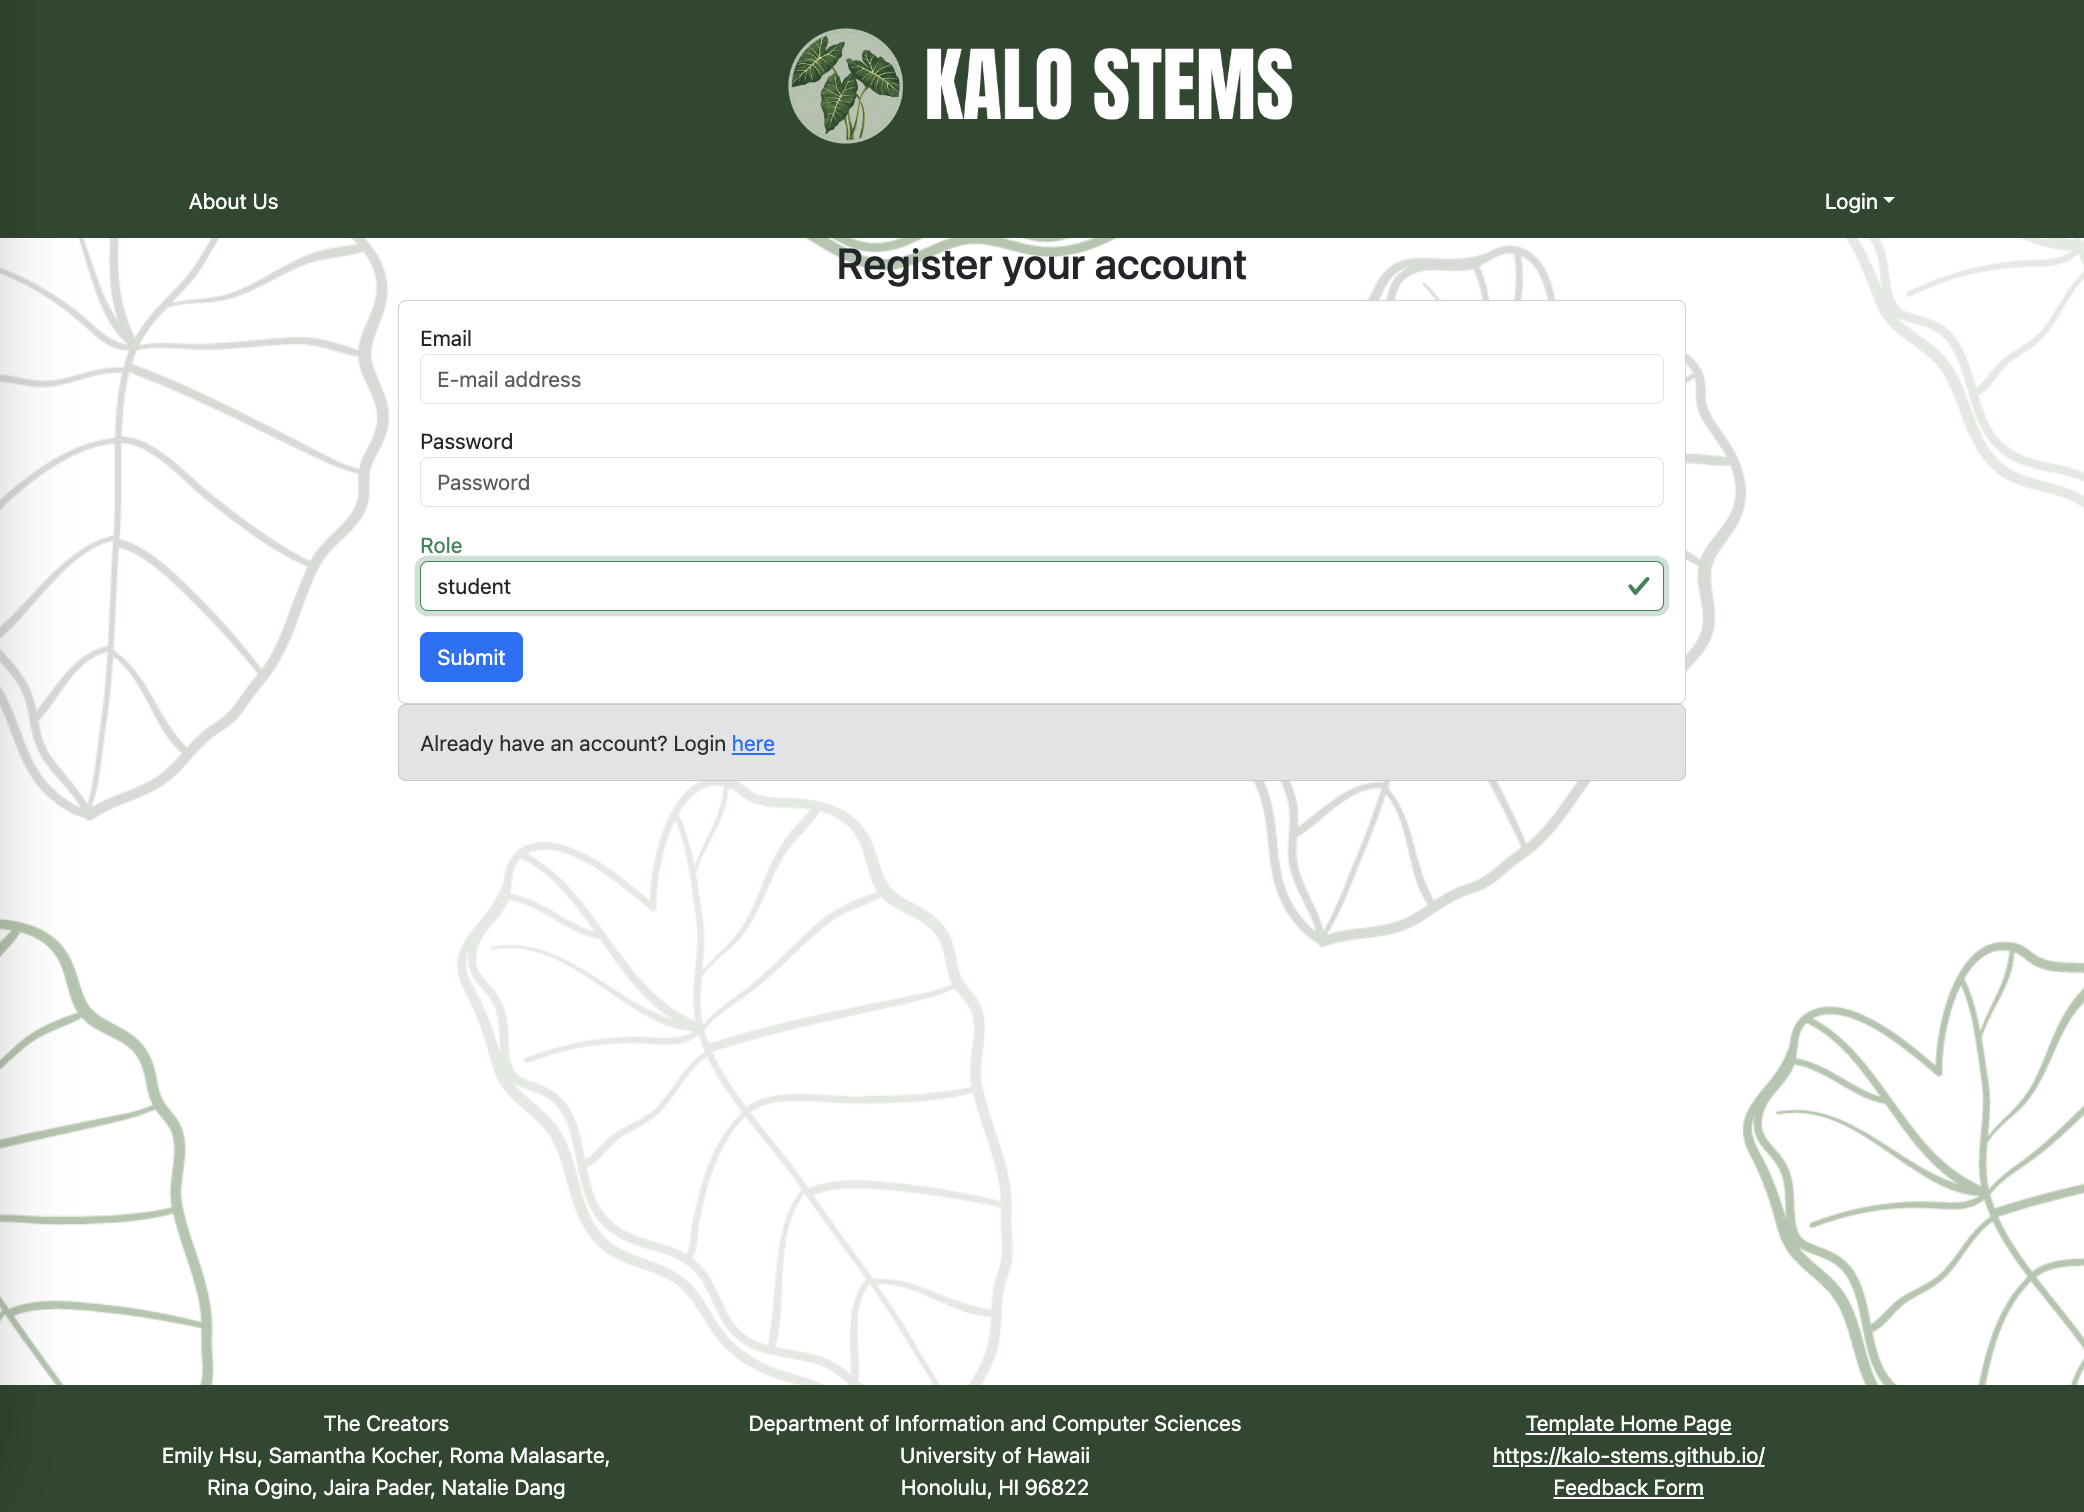 KALO STEMS
About Us
Login
Register your account
Email
E-mail address
Password
Password
Role
student
Submit
Already have an account? Login here
The Creators
Emily Hsu, Samantha Kocher, Roma Malasarte,
Rina Ogino, Jaira Pader, Natalie Dang
Department of Information and Computer Sciences
University of Hawaii
Honolulu, HI 96822
Template Home Page
https://kalo-stems.github.io/
Feedback Form